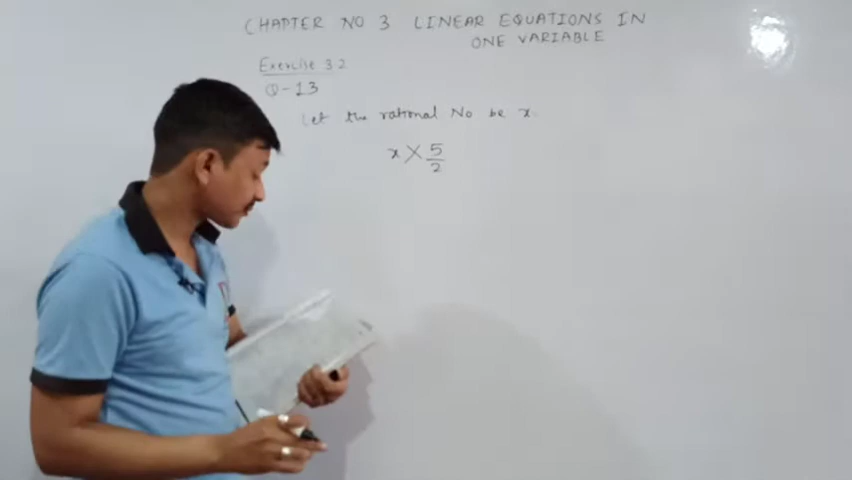 CHAPTER NO 3 LINEAR EQUATIONS IN
ONE VARIABLE
Exercise 3.2
Q-13
Let the rational No be x.
x × 5/2